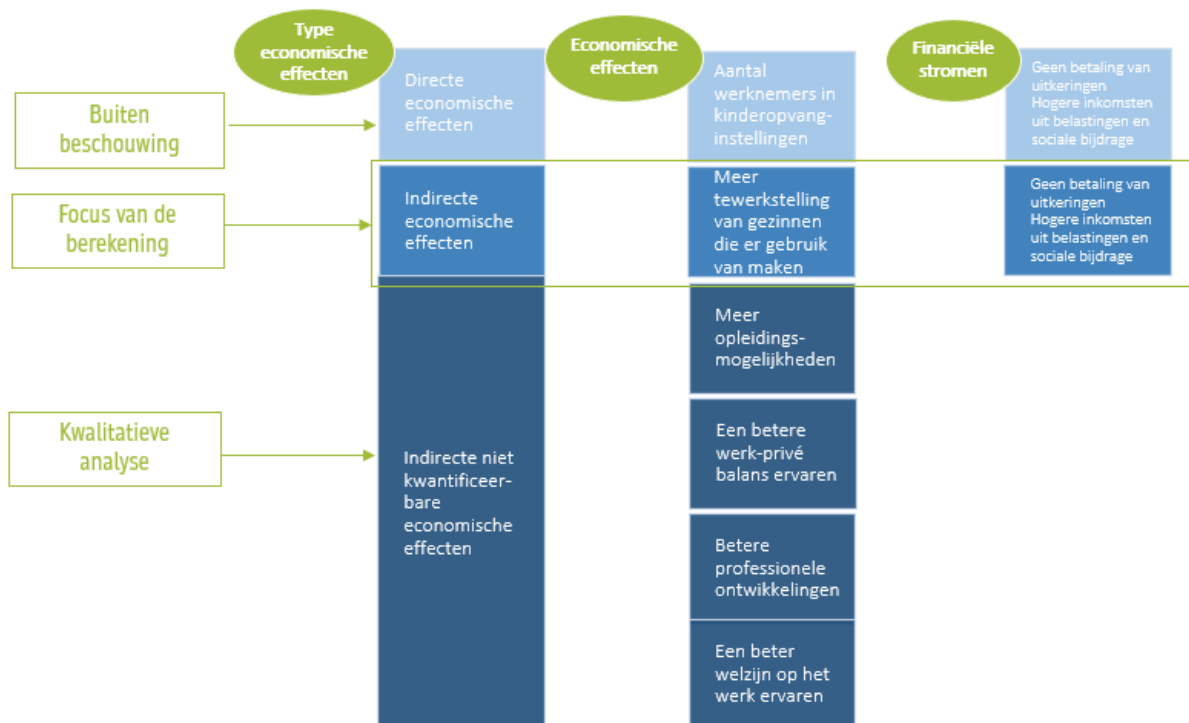 Type
economische
effecten
Economische
effecten
Financiële
stromen
Buiten
beschouwing
Directe
economische
effecten
Aantal
werknemers in
kinderopvang-
instellingen
Geen betaling van
uitkeringen
Hogere inkomsten
uit belastingen en
sociale bijdrage
Focus van de
berekening
Indirecte
economische
effecten
Meer
tewerkstelling
van gezinnen
die er gebruik
van maken
Geen betaling van
uitkeringen
Hogere inkomsten
uit belastingen en
sociale bijdrage
Kwalitatieve
analyse
Indirecte niet
kwantificeer-
bare
economische
effecten
Meer
opleidings-
mogelijkheden
Een betere
werk-privé
balans ervaren
Betere
professionele
ontwikkelingen
Een beter
welzijn op het
werk ervaren